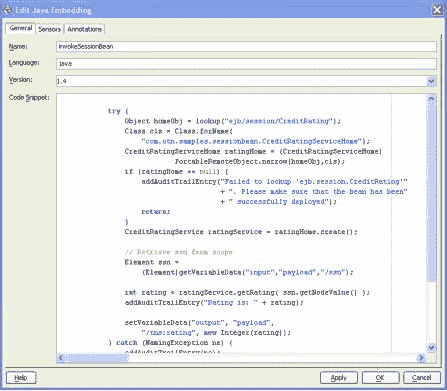 Edit Java Embedding
General Sensors Annotations
Name: invokeSessionBean
Language: java
Version: 1.4
Code Snippet:
try {
Object homeObj = lookup("ejb/session/CreditRating");
Class cls = Class.forName(
"com.otn.samples.sessionbean.CreditRatingServiceHome");
CreditRatingServiceHome ratingHome = (CreditRatingServiceHome)
PortableRemoteObject.narrow(homeObj,cls);
if (ratingHome == null) {
addAuditTrailEntry("Failed to lookup 'ejb.session.CreditRating'"
+ ". Please make sure that the bean has been"
+ " successfully deployed");
return;
}
CreditRatingService ratingService = ratingHome.create();
// Retrieve ssn from scope
Element ssn =
(Element)getVariableData("input","payload","/ssn");
int rating = ratingService.getRating( ssn.getNodeValue() );
addAuditTrailEntry("Rating is: " + rating);
setVariableData("output", "payload",
"/tns:rating", new Integer(rating));
} catch (NamingException ne) {
addAuditTrailEntry(ne);
Help Apply OK Cancel